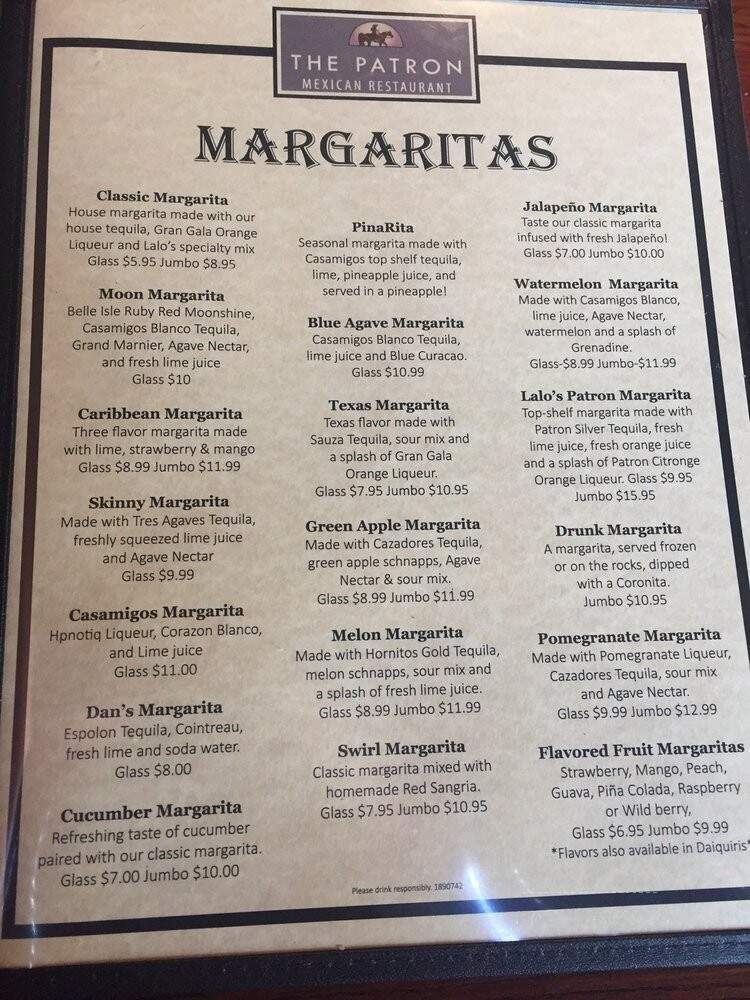 THE PATRON
MEXICAN RESTAURANT
MARGARITAS
Classic Margarita
House margarita made with our
house tequila, Gran Gala Orange
Liqueur and Lalo's specialty mix
Glass $5.95 Jumbo $8.95
Moon Margarita
Belle Isle Ruby Red Moonshine,
Casamigos Blanco Tequila,
Grand Marnier, Agave Nectar,
and fresh lime juice
Glass $10
Caribbean Margarita
Three flavor margarita made
with lime, strawberry & mango
Glass $8.99 Jumbo $11.99
Skinny Margarita
Made with Tres Agaves Tequila,
freshly squeezed lime juice
and Agave Nectar
Glass $9.99
Casamigos Margarita
Hpnotiq Liqueur, Corazon Blanco,
and Lime juice
Glass $11.00
Dan's Margarita
Espolon Tequila, Cointreau,
fresh lime and soda water.
Glass $8.00
Cucumber Margarita
Refreshing taste of cucumber
paired with our classic margarita.
Glass $7.00 Jumbo $10.00
PinaRita
Seasonal margarita made with
Casamigos top shelf tequila,
lime, pineapple juice, and
served in a pineapple!
Blue Agave Margarita
Casamigos Blanco Tequila,
lime juice and Blue Curacao.
Glass $10.99
Texas Margarita
Texas flavor made with
Sauza Tequila, sour mix and
a splash of Gran Gala
Orange Liqueur.
Glass $7.95 Jumbo $10.95
Green Apple Margarita
Made with Cazadores Tequila,
green apple schnapps, Agave
Nectar & sour mix.
Glass $8.99 Jumbo $11.99
Melon Margarita
Made with Hornitos Gold Tequila,
melon schnapps, sour mix and
a splash of fresh lime juice.
Glass $8.99 Jumbo $11.99
Swirl Margarita
Classic margarita mixed with
homemade Red Sangria.
Glass $7.95 Jumbo $10.95
Please drink responsibly. 1890742
Jalapeño Margarita
Taste our classic margarita
infused with fresh Jalapeño!
Glass $7.00 Jumbo $10.00
Watermelon Margarita
Made with Casamigos Blanco,
lime juice, Agave Nectar,
watermelon and a splash of
Grenadine.
Glass-$8.99 Jumbo-$11.99
Lalo's Patron Margarita
Top-shelf margarita made with
Patron Silver Tequila, fresh
lime juice, fresh orange juice
and a splash of Patron Citronge
Orange Liqueur. Glass $9.95
Jumbo $15.95
Drunk Margarita
A margarita, served frozen
or on the rocks, dipped
with a Coronita.
Jumbo $10.95
Pomegranate Margarita
Made with Pomegranate Liqueur,
Cazadores Tequila, sour mix
and Agave Nectar.
Glass $9.99 Jumbo $12.99
Flavored Fruit Margaritas
Strawberry, Mango, Peach,
Guava, Piña Colada, Raspberry
or Wild berry,
Glass $6.95 Jumbo $9.99
*Flavors also available in Daiquiris*